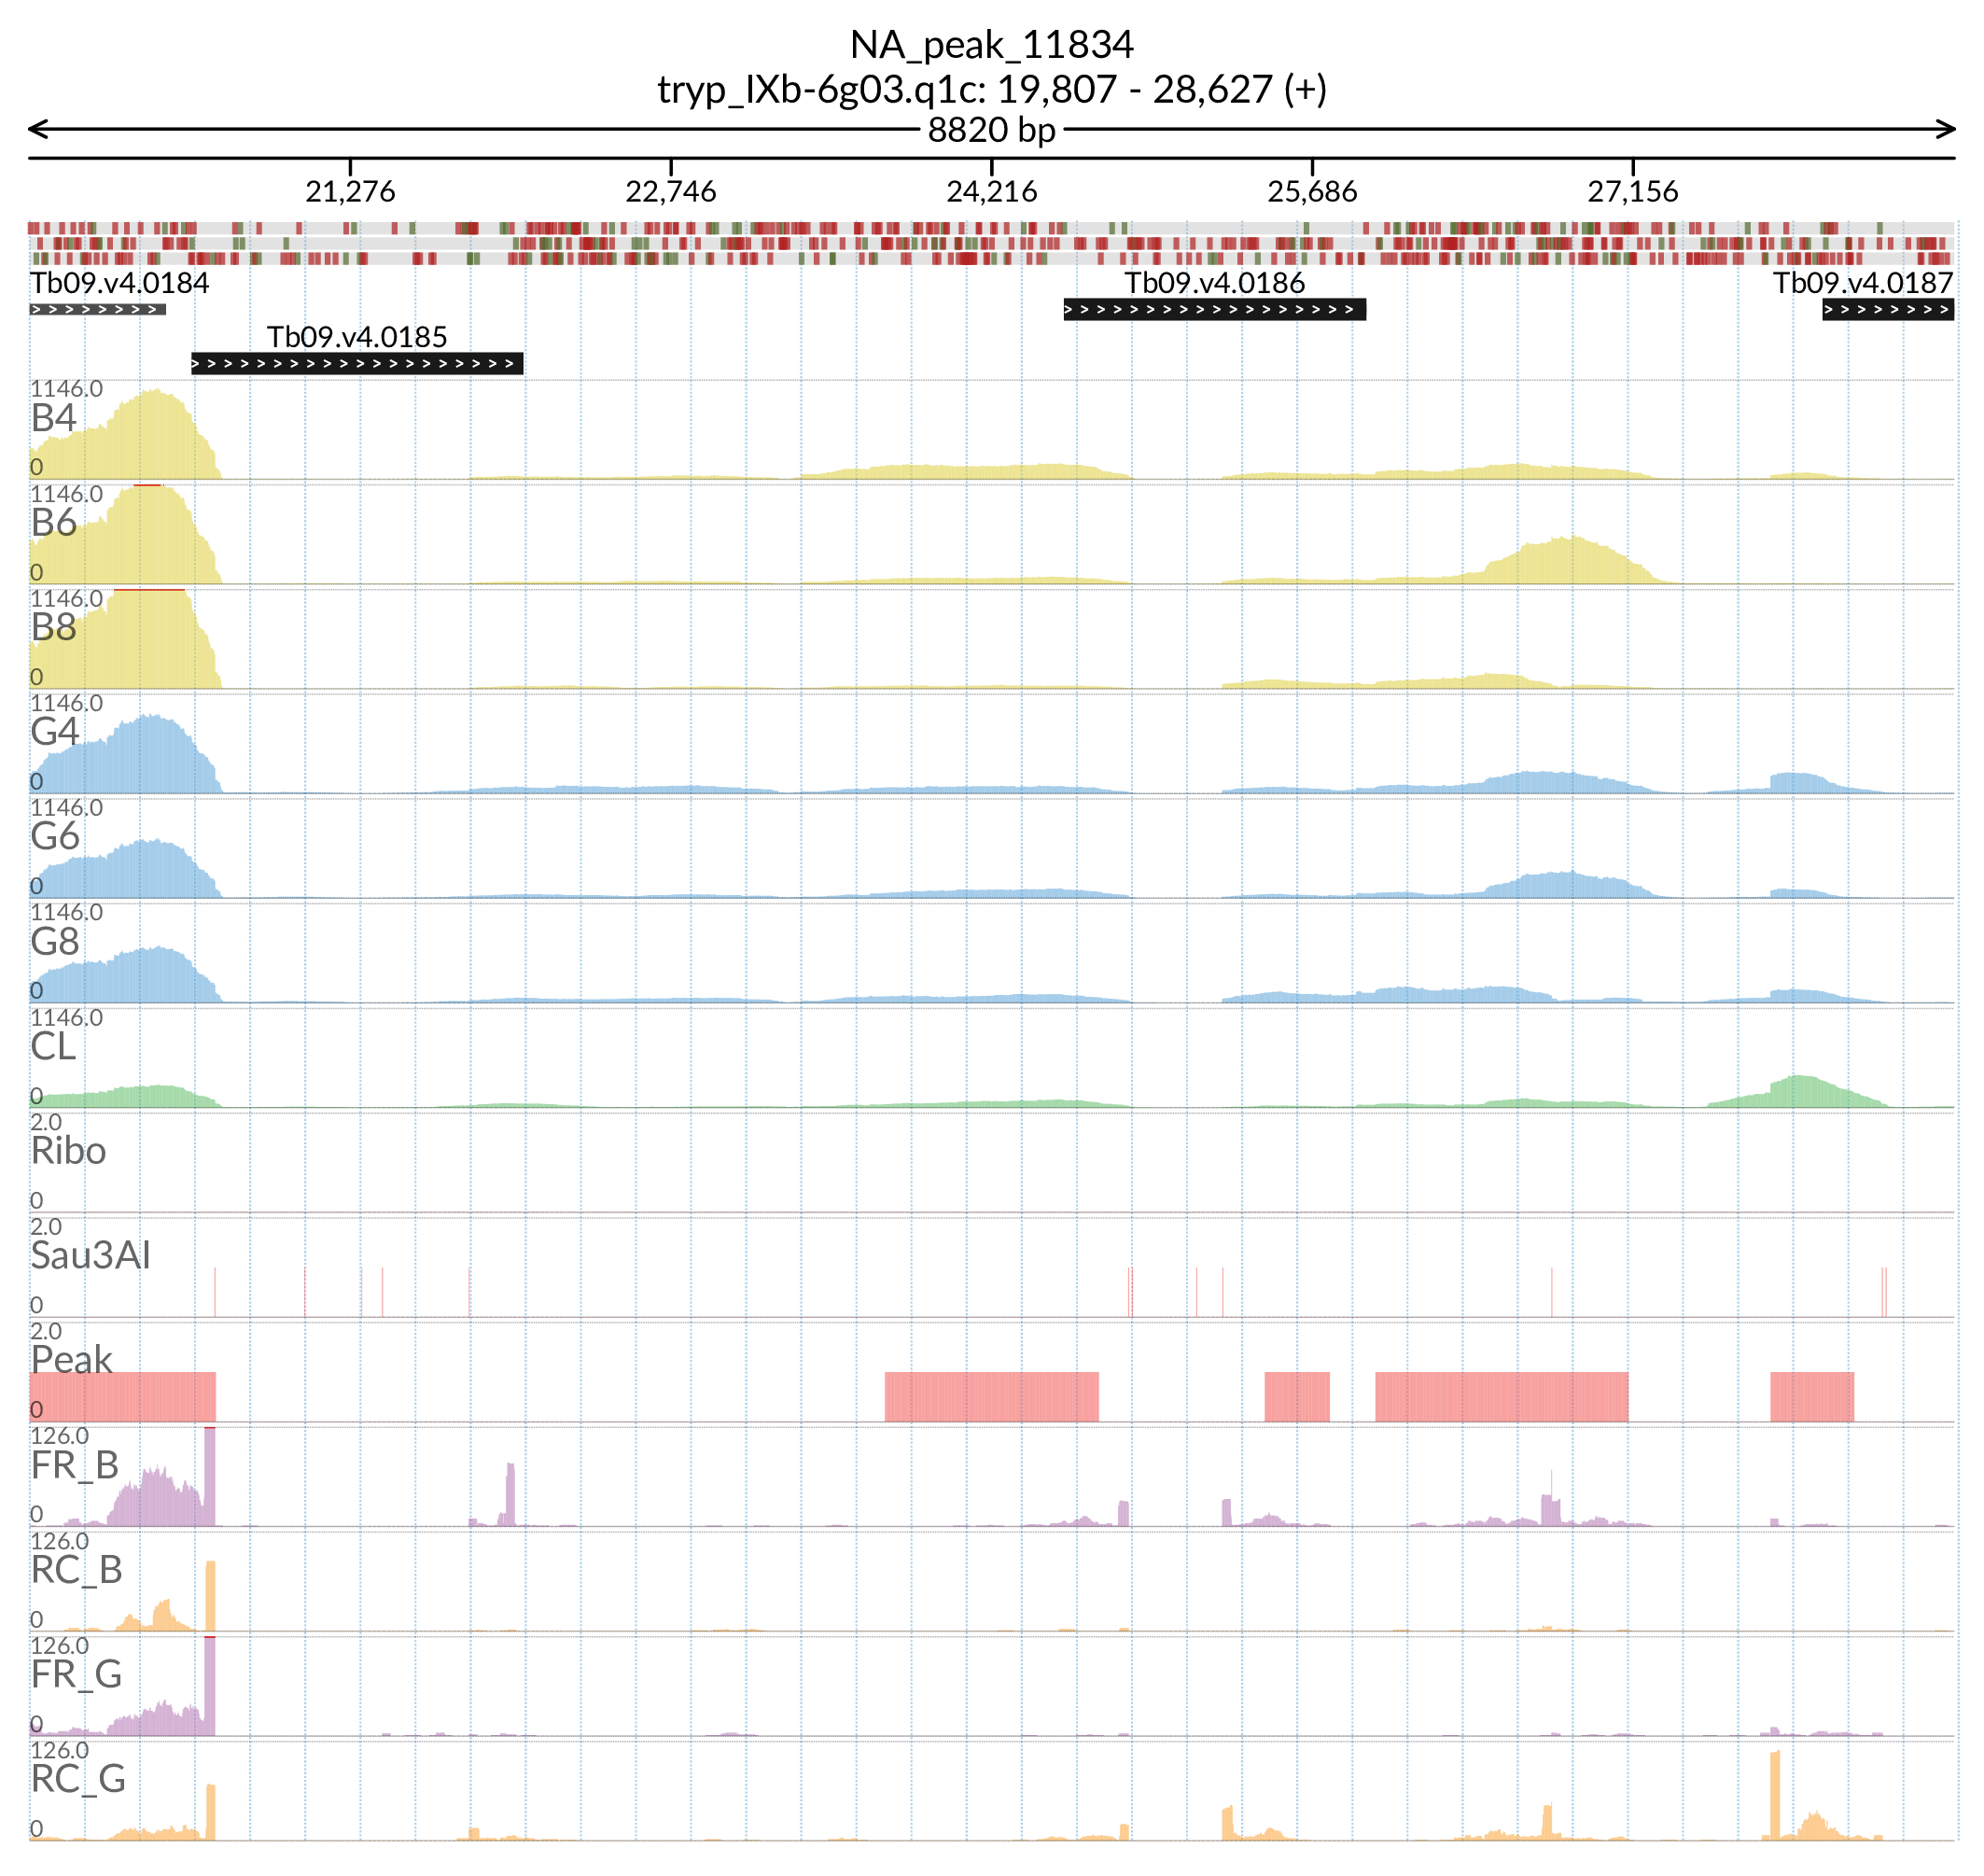 NA_peak_11834
tryp_IXb-6g03.q1c: 19,807 - 28,627 (+)
8820 bp
21,276 22,746 24,216 25,686 27,156
Tb09.v4.0184 Tb09.v4.0186 Tb09.v4.0187
Tb09.v4.0185
1146.0
B4
0
1146.0
B6
0
1146.0
B8
0
1146.0
G4
0
1146.0
G6
0
1146.0
G8
0
1146.0
CL
0
2.0
Ribo
0
2.0
Sau3AI
0
2.0
Peak
0
126.0
FR_B
0
126.0
RC_B
0
126.0
FR_G
0
126.0
RC_G
0